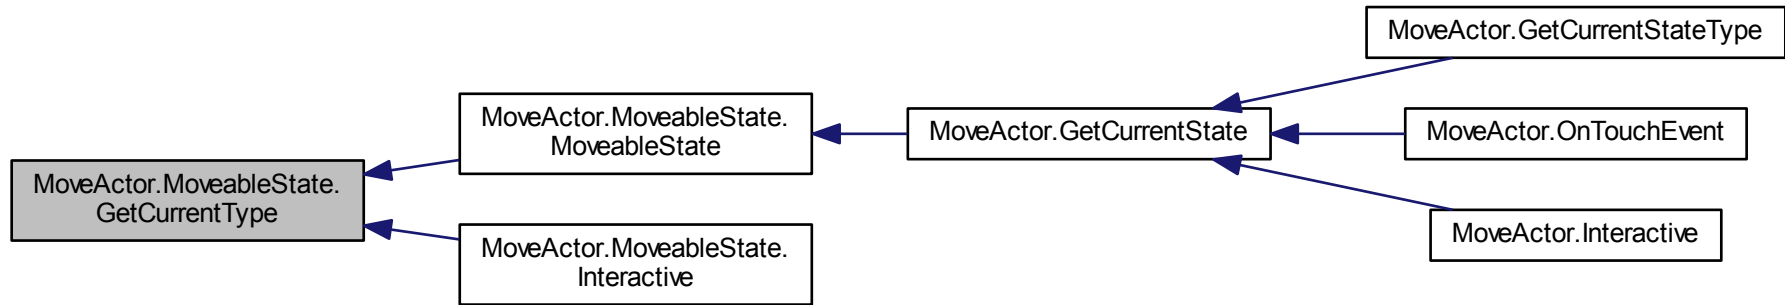 MoveActor.MoveableState.
GetCurrentType
MoveActor.MoveableState.
MoveableState
MoveActor.MoveableState.
Interactive
MoveActor.GetCurrentState
MoveActor.GetCurrentStateType
MoveActor.OnTouchEvent
MoveActor.Interactive